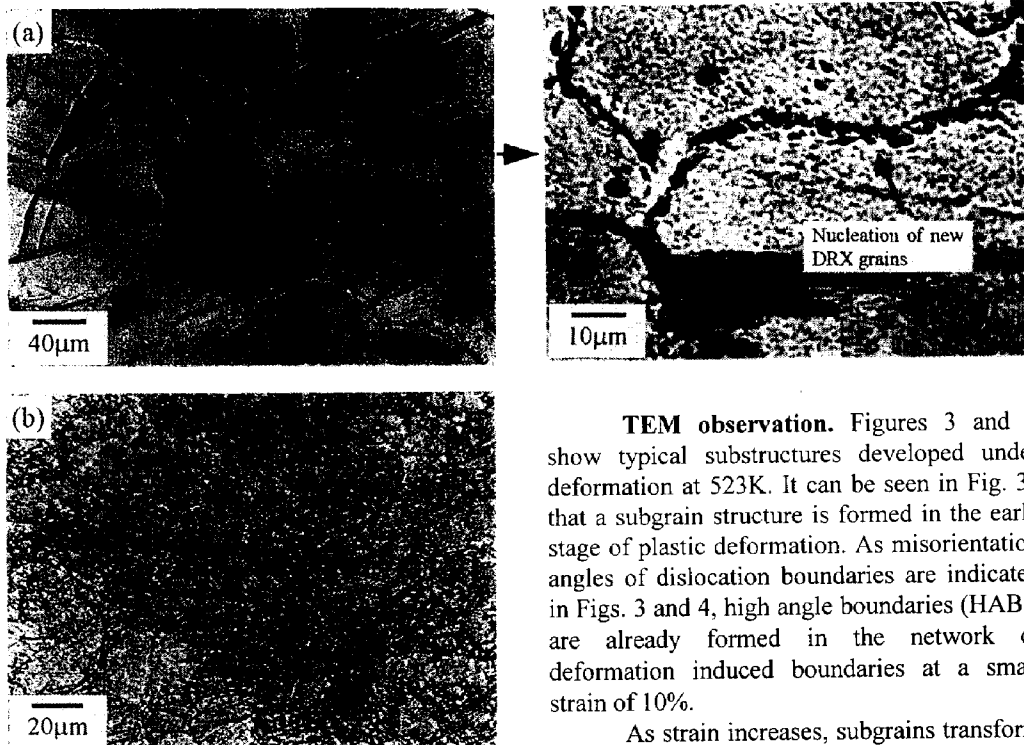 (a)
40µm
Nucleation of new
DRX grains
10µm
(b)
20µm
TEM observation. Figures 3 and
show typical substructures developed unde
deformation at 523K. It can be seen in Fig. 3
that a subgrain structure is formed in the earl
stage of plastic deformation. As misorientatio
angles of dislocation boundaries are indicate
in Figs. 3 and 4, high angle boundaries (HAB
are already formed in the network o
deformation induced boundaries at a sma
strain of 10%.
As strain increases, subgrains transfor